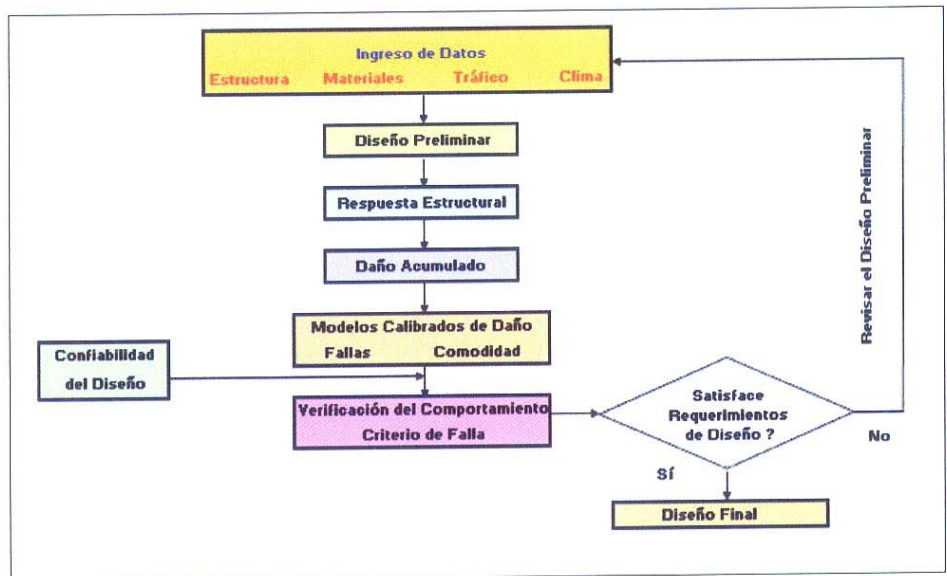 Ingreso de Datos
Estructura Materiales Tráfico Clima
Diseño Preliminar
Respuesta Estructural
Daño Acumulado
Modelos Calibrados de Daño
Fallas Comodidad
Confiabilidad
del Diseño
Verificación del Comportamiento
Criterio de Falla
Satisface
Requerimientos
de Diseño ?
No
Sí
Diseño Final
Revisar el Diseño Preliminar